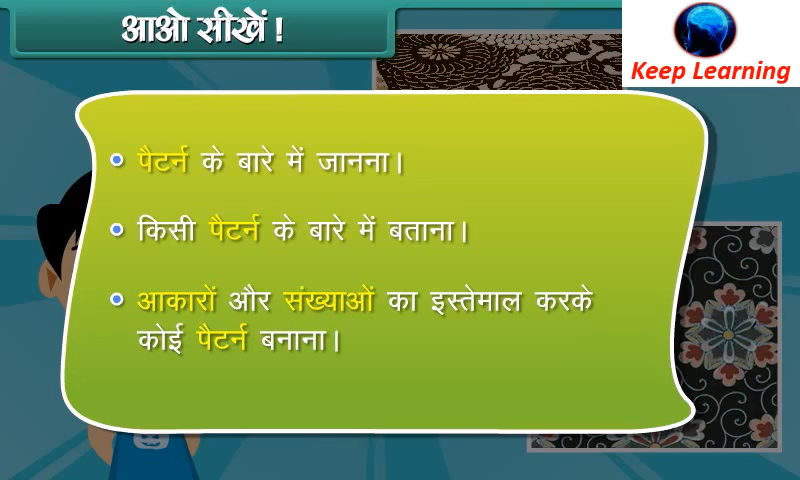 आओ सीखें!
Keep Learning
पैटर्न के बारे में जानना।
किसी पैटर्न के बारे में बताना।
आकारों और संख्याओं का इस्तेमाल करके
कोई पैटर्न बनाना।